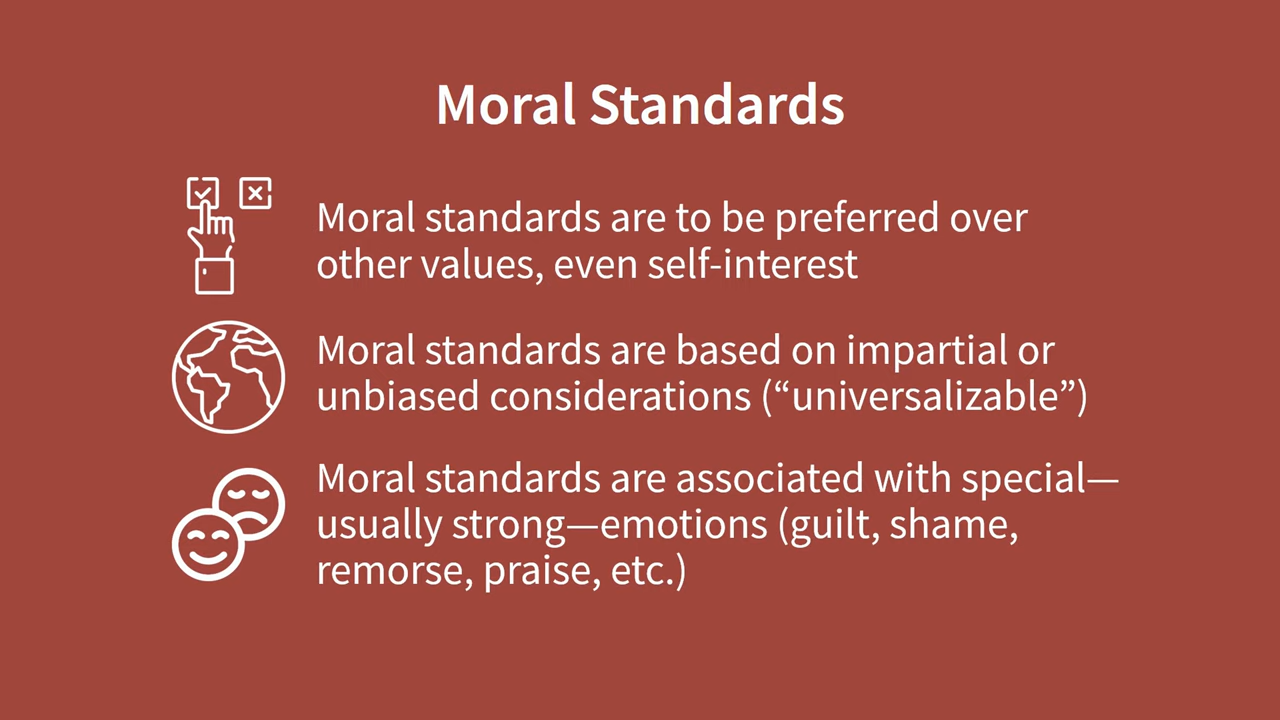 Moral Standards
Moral standards are to be preferred over
other values, even self-interest
Moral standards are based on impartial or
unbiased considerations (“universalizable”)
Moral standards are associated with special—
usually strong—emotions (guilt, shame,
remorse, praise, etc.)